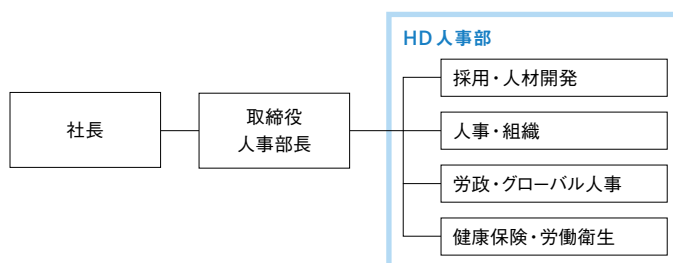 HD人事部
採用・人材開発
社長
取締役
人事部長
人事・組織
労政・グローバル人事
健康保険・労働衛生